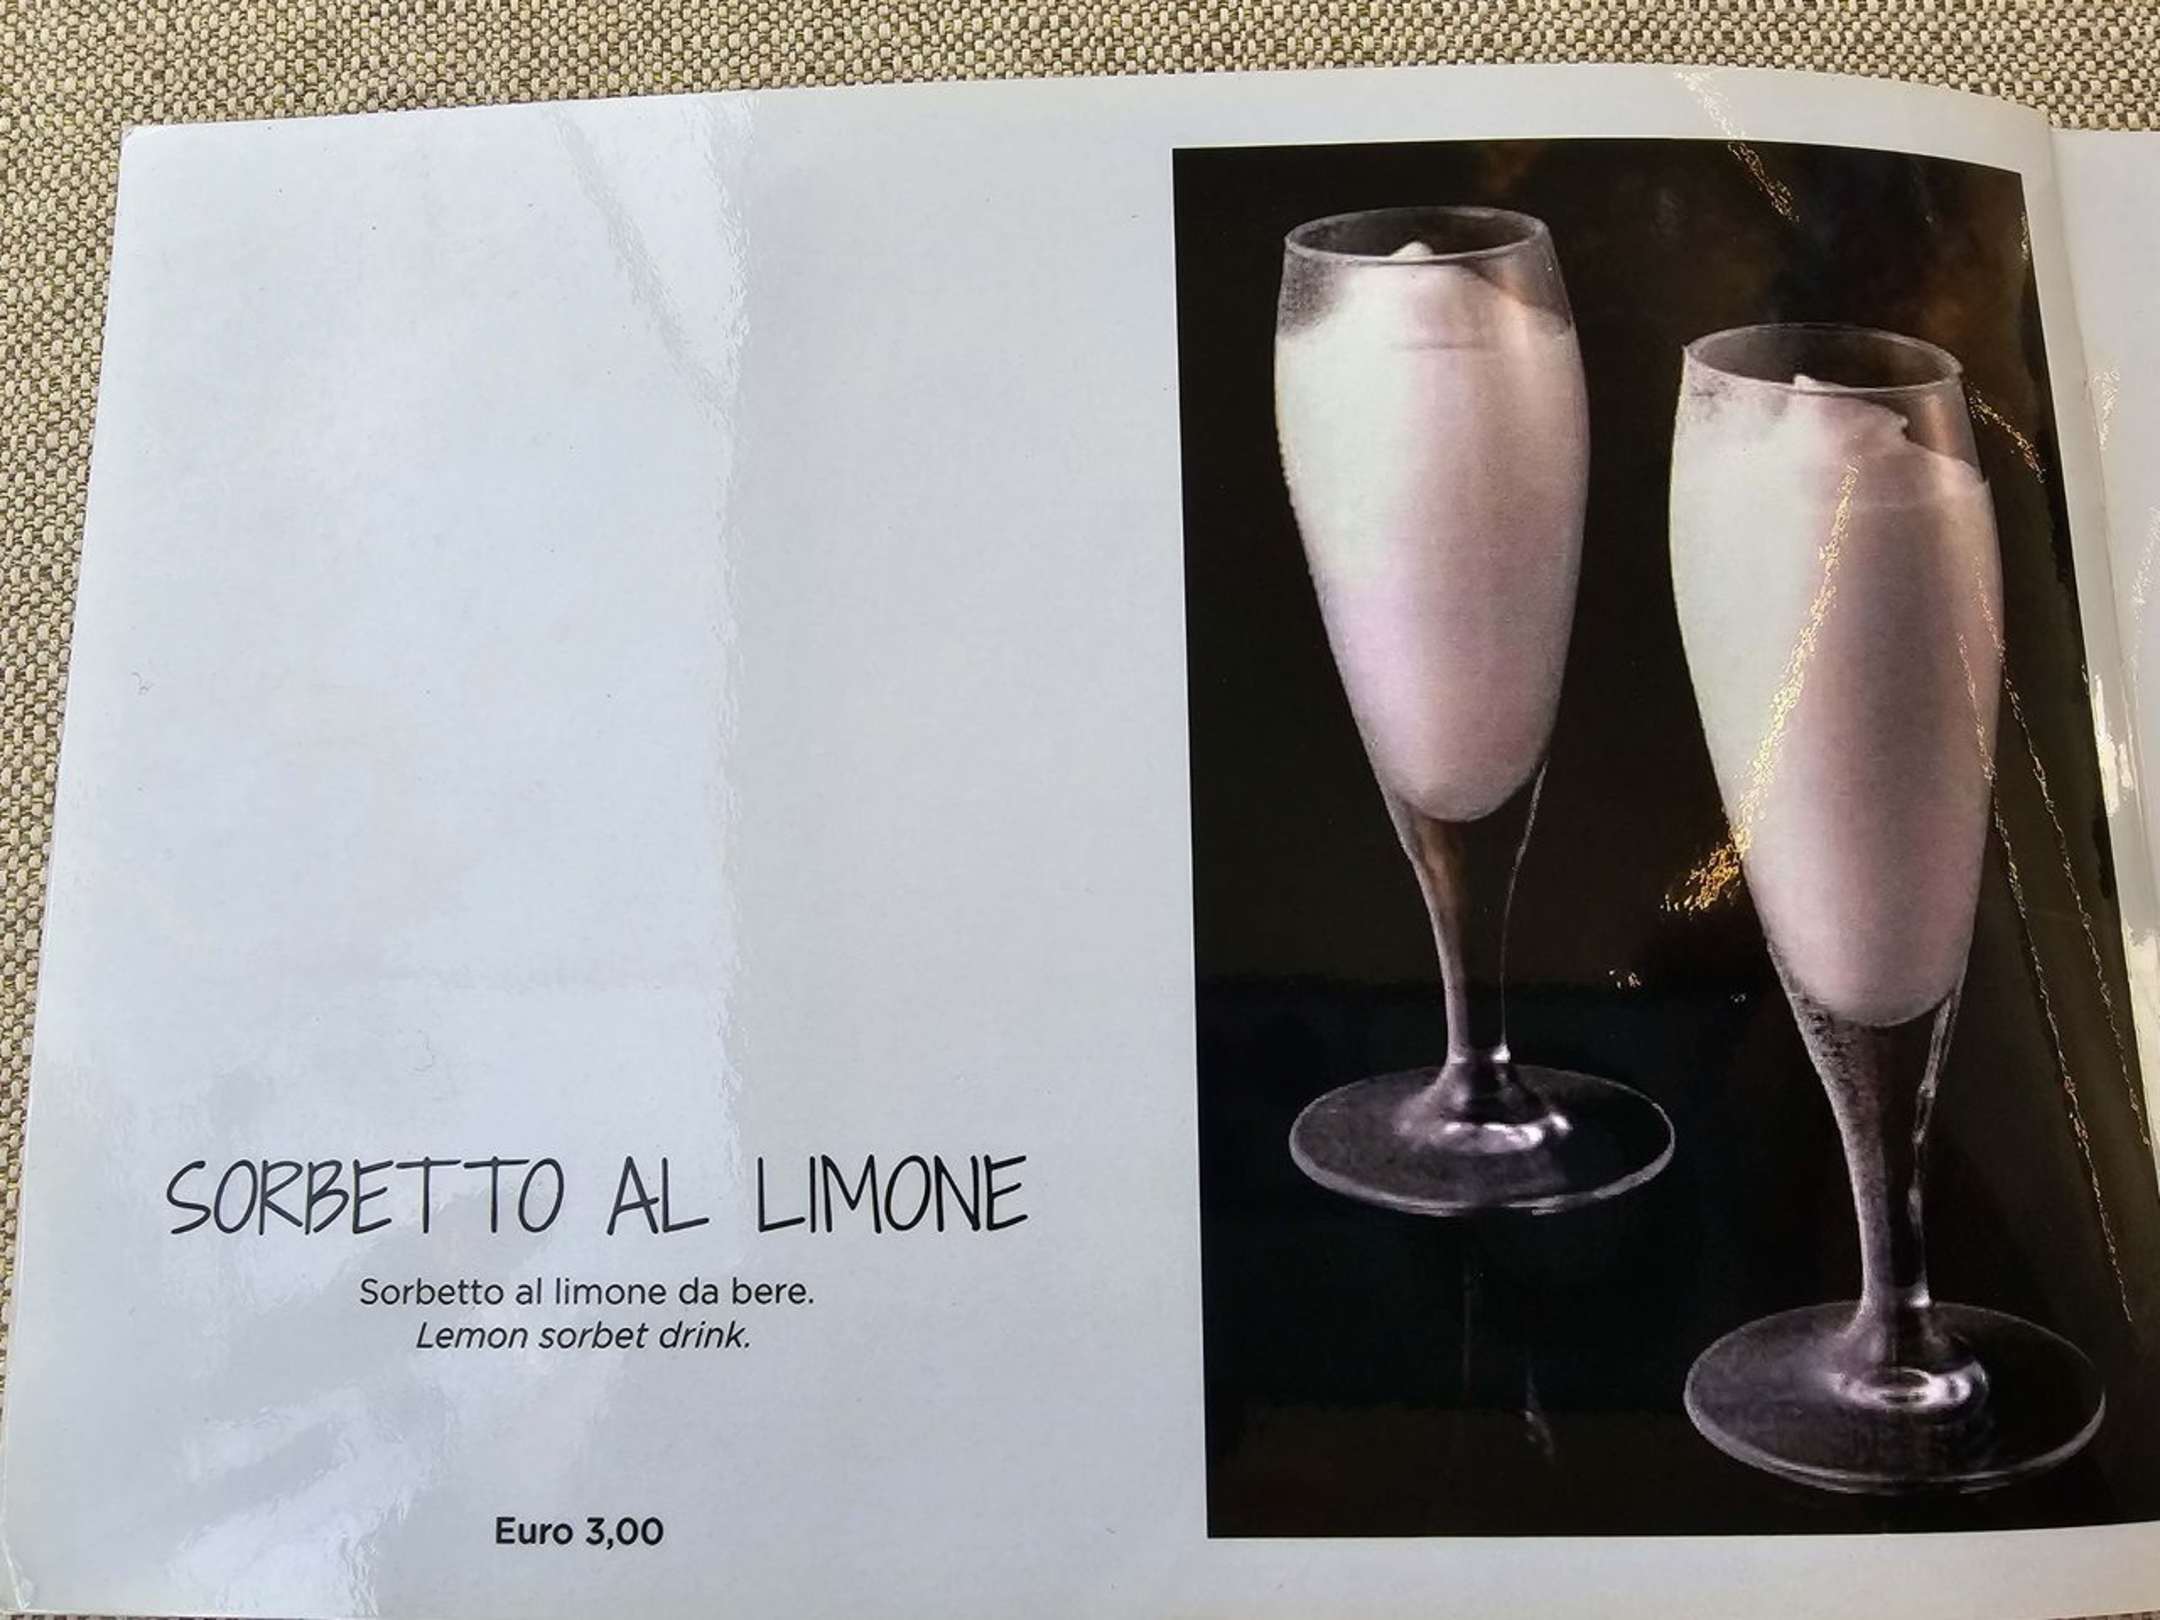 SORBETTO AL LIMONE
Sorbetto al limone da bere.
Lemon sorbet drink.
Euro 3,00